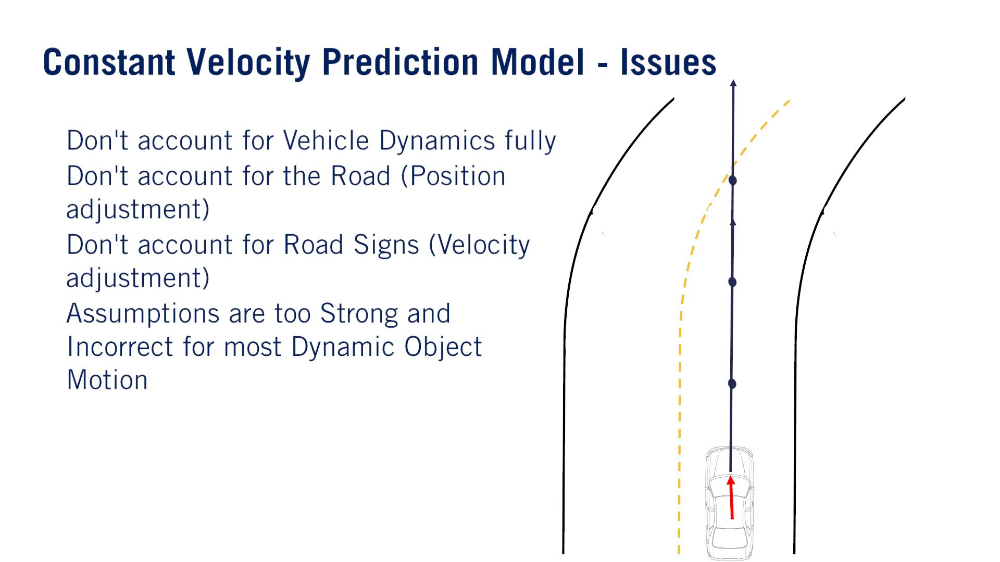 Constant Velocity Prediction Model - Issues
Don't account for Vehicle Dynamics fully
Don't account for the Road (Position
adjustment)
Don't account for Road Signs (Velocity
adjustment)
Assumptions are too Strong and
Incorrect for most Dynamic Object
Motion